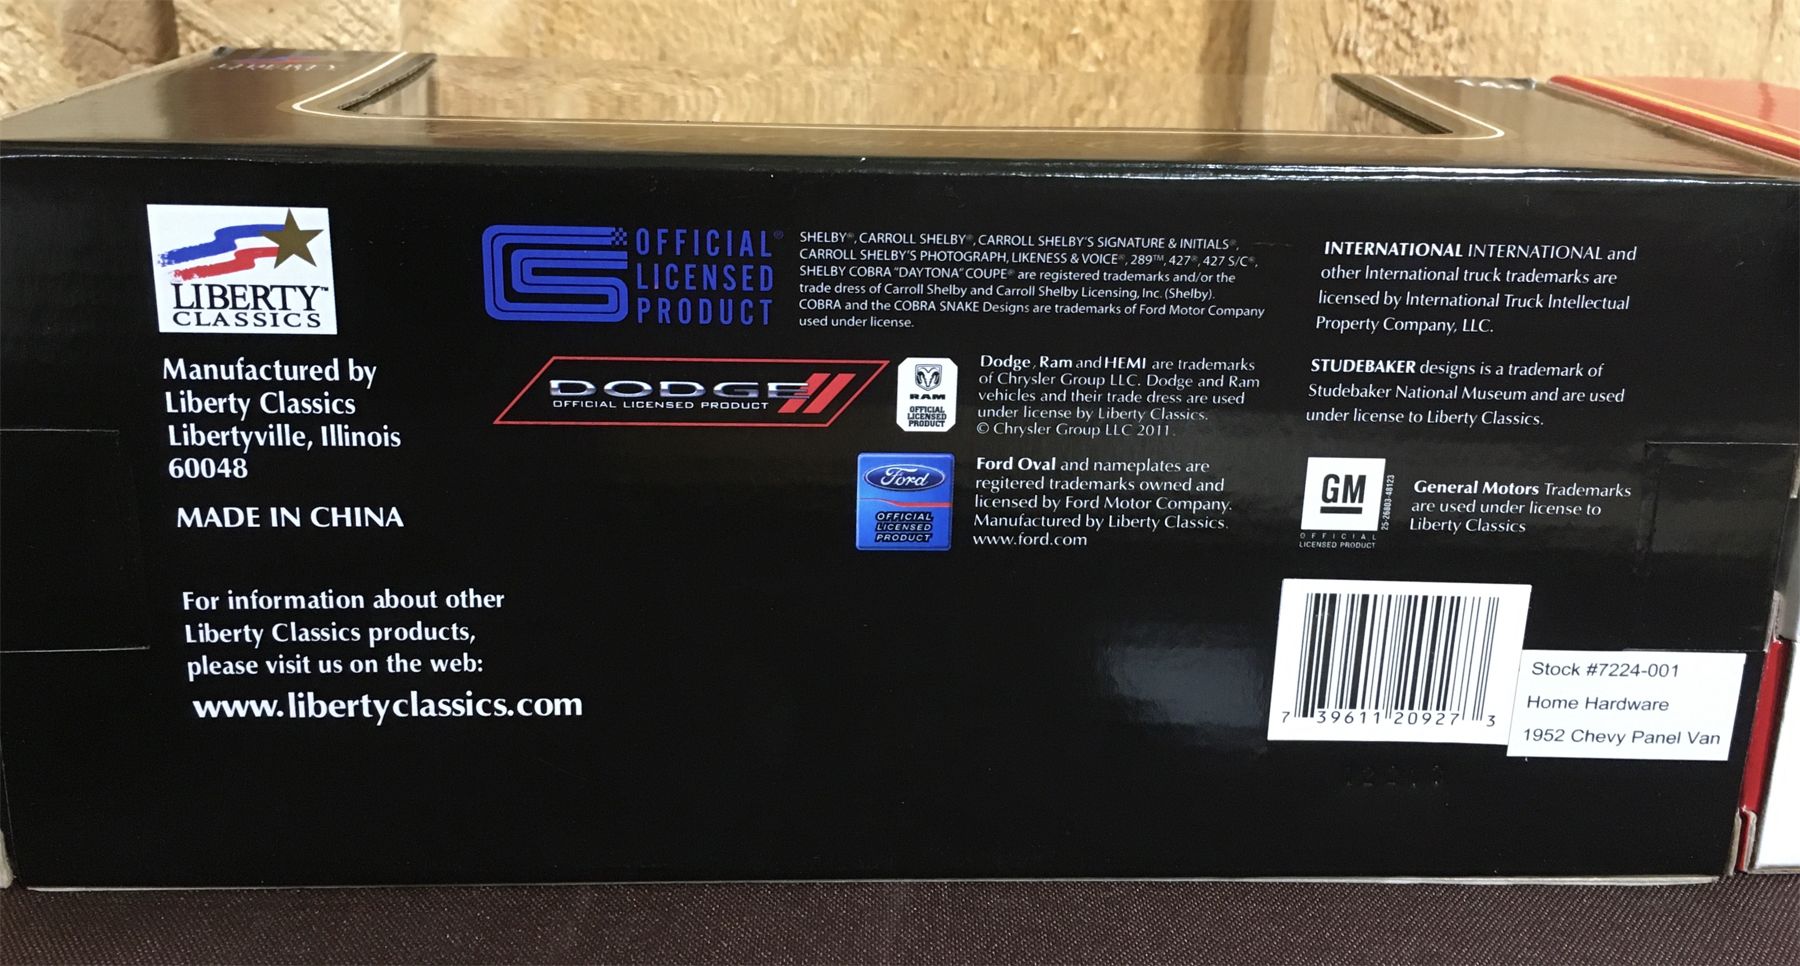 LIBERTY™
CLASSICS
Manufactured by
Liberty Classics
Libertyville, Illinois
60048
MADE IN CHINA
For information about other
Liberty Classics products,
please visit us on the web:
www.libertyclassics.com
OFFICIAL®
LICENSED
PRODUCT
SHELBY®, CARROLL SHELBY®, CARROLL SHELBY'S SIGNATURE & INITIALS®,
CARROLL SHELBY'S PHOTOGRAPH, LIKENESS & VOICE®, 289™, 427®, 427 S/C®,
SHELBY COBRA "DAYTONA" COUPE® are registered trademarks and/or the
trade dress of Carroll Shelby and Carroll Shelby Licensing, Inc. (Shelby).
COBRA and the COBRA SNAKE Designs are trademarks of Ford Motor Company
used under license.
DODGE
OFFICIAL LICENSED PRODUCT
RAM
OFFICIAL
LICENSED
PRODUCT
Dodge, Ram and HEMI are trademarks
of Chrysler Group LLC. Dodge and Ram
vehicles and their trade dress are used
under license by Liberty Classics.
© Chrysler Group LLC 2011.
Ford
OFFICIAL
LICENSED
PRODUCT
Ford Oval and nameplates are
regitered trademarks owned and
licensed by Ford Motor Company.
Manufactured by Liberty Classics.
www.ford.com
INTERNATIONAL INTERNATIONAL and
other International truck trademarks are
licensed by International Truck Intellectual
Property Company, LLC.
STUDEBAKER designs is a trademark of
Studebaker National Museum and are used
under license to Liberty Classics.
GM
OFFICIAL
LICENSED PRODUCT
25-26803-48123
General Motors Trademarks
are used under license to
Liberty Classics
7 39611 20927 3
Stock #7224-001
Home Hardware
1952 Chevy Panel Van